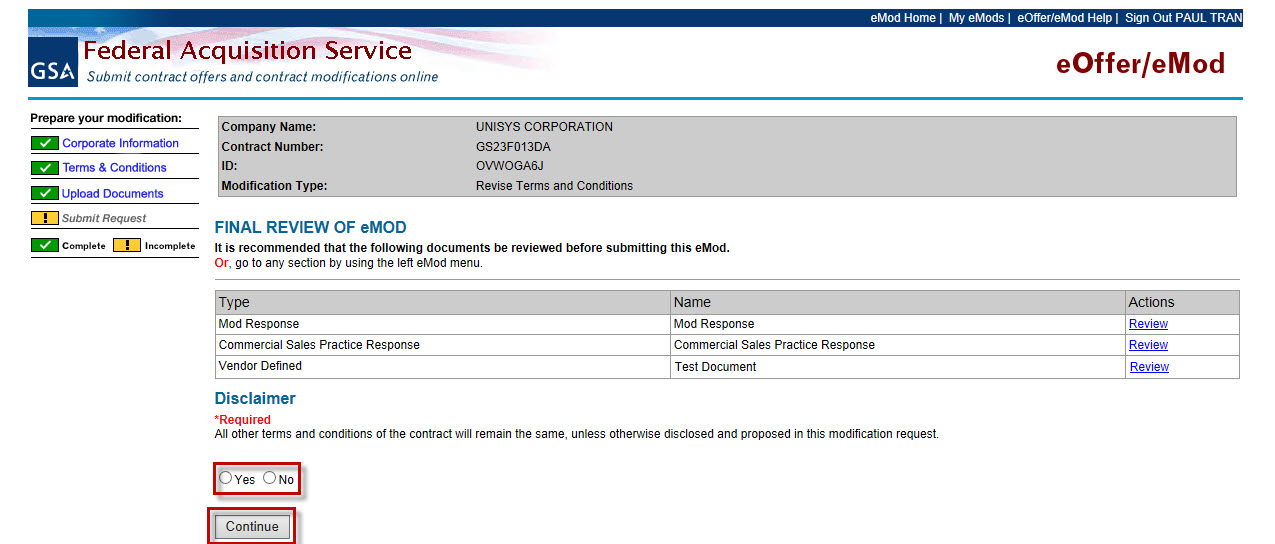 eMod Home | My eMods | eOffer/eMod Help | Sign Out PAUL TRAN
GSA
Federal Acquisition Service
Submit contract offers and contract modifications online
eOffer/eMod
Prepare your modification:
Corporate Information
Terms & Conditions
Upload Documents
Submit Request
Complete Incomplete
Company Name: UNISYS CORPORATION
Contract Number: GS23F013DA
ID: OVWOGA6J
Modification Type: Revise Terms and Conditions
FINAL REVIEW OF eMOD
It is recommended that the following documents be reviewed before submitting this eMod.
Or, go to any section by using the left eMod menu.
Type Name Actions
Mod Response Mod Response Review
Commercial Sales Practice Response Commercial Sales Practice Response Review
Vendor Defined Test Document Review
Disclaimer
*Required
All other terms and conditions of the contract will remain the same, unless otherwise disclosed and proposed in this modification request.
Yes No
Continue